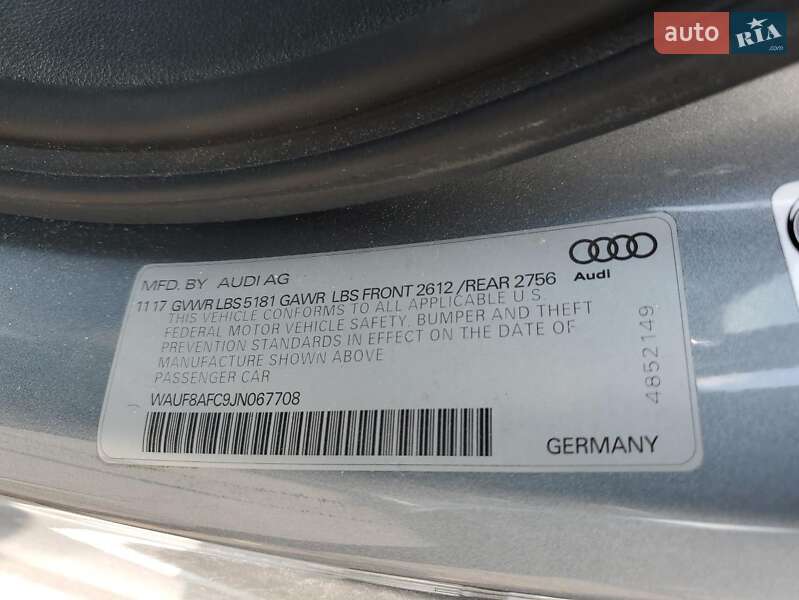 auto RIA.com
MFD. BY AUDI AG
Audi
11 17 GVWR LBS 5181 GAWR LBS FRONT 2612 / REAR 2756
THIS VEHICLE CONFORMS TO ALL APPLICABLE U.S.
FEDERAL MOTOR VEHICLE SAFETY, BUMPER AND THEFT
PREVENTION STANDARDS IN EFFECT ON THE DATE OF
MANUFACTURE SHOWN ABOVE
PASSENGER CAR
WAUF8AFC9JN067708
GERMANY
4852149